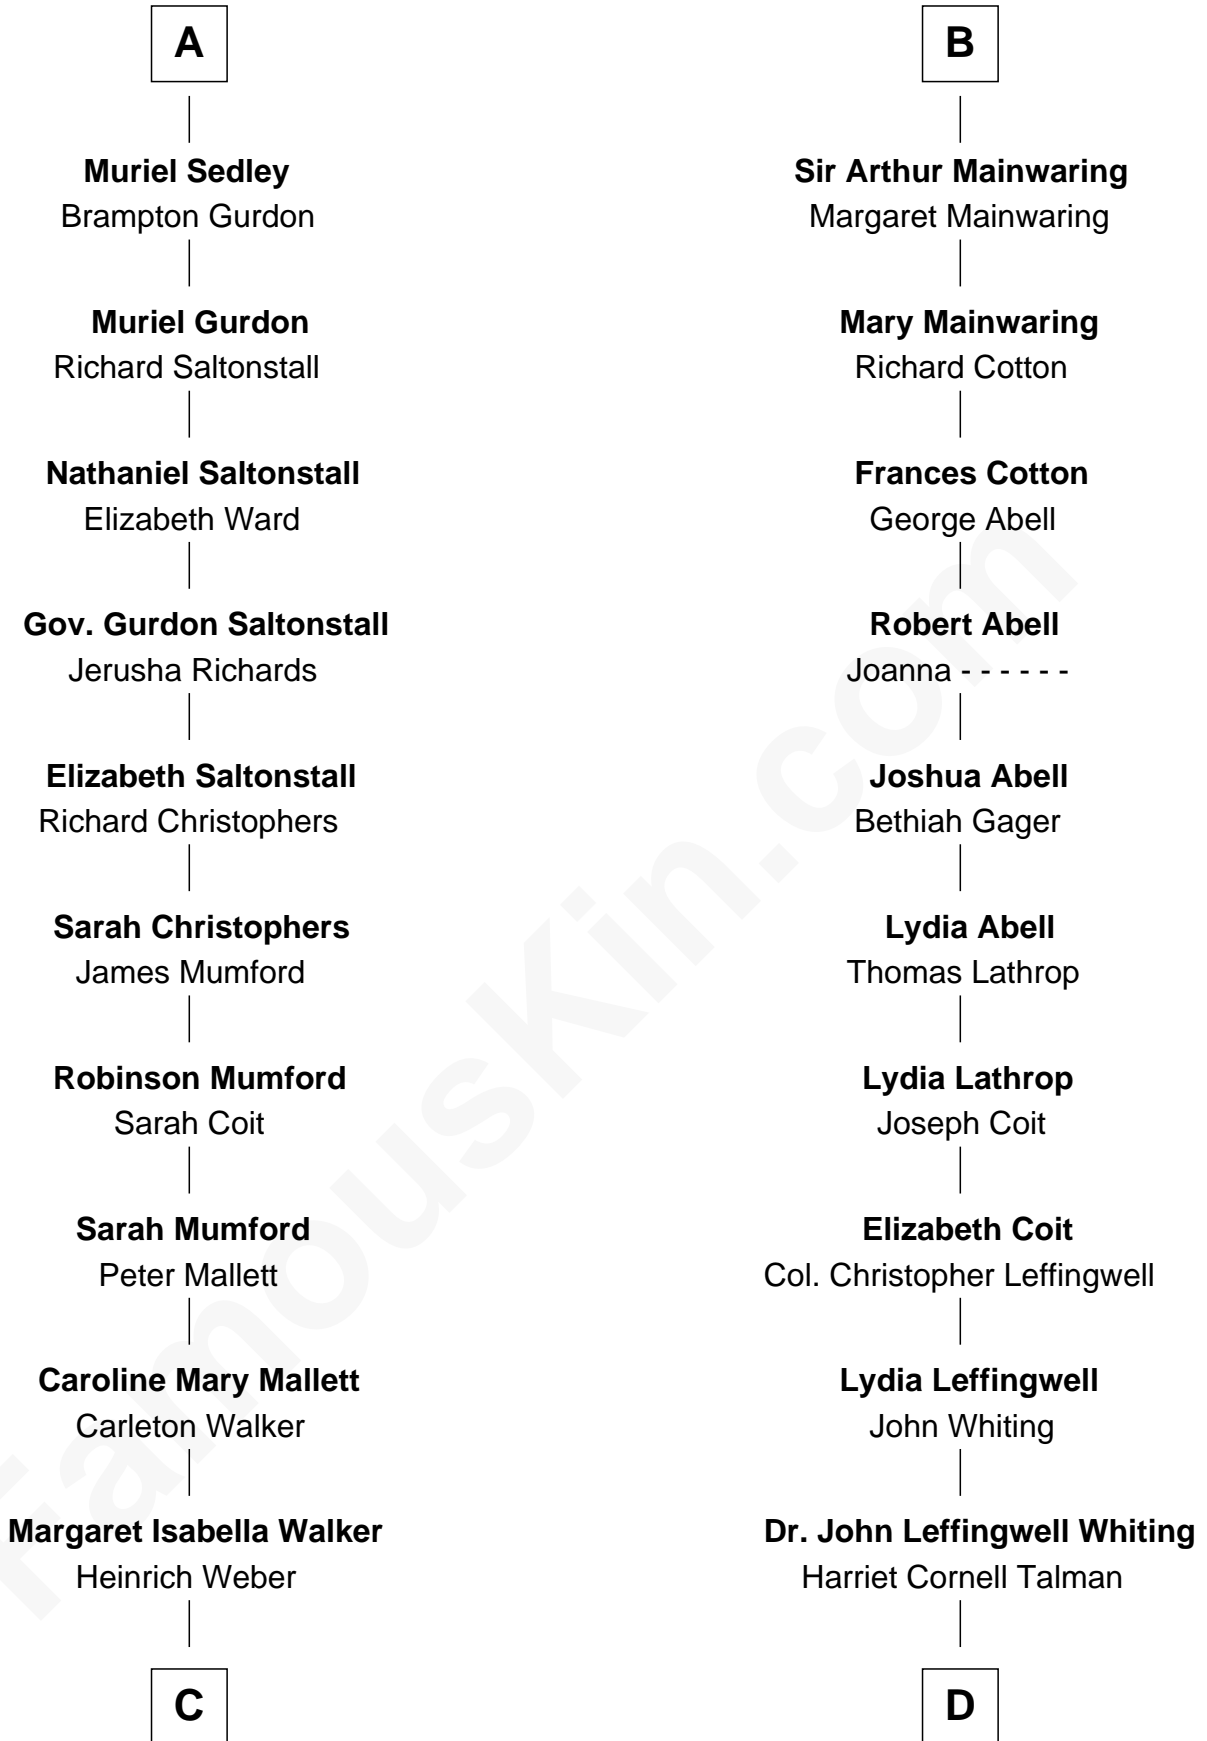 A
Muriel Sedley
Brampton Gurdon
Muriel Gurdon
Richard Saltonstall
Nathaniel Saltonstall
Elizabeth Ward
Gov. Gurdon Saltonstall
Jerusha Richards
Elizabeth Saltonstall
Richard Christophers
Sarah Christophers
James Mumford
Robinson Mumford
Sarah Coit
Sarah Mumford
Peter Mallett
Caroline Mary Mallett
Carleton Walker
Margaret Isabella Walker
Heinrich Weber
C
B
Sir Arthur Mainwaring
Margaret Mainwaring
Mary Mainwaring
Richard Cotton
Frances Cotton
George Abell
Robert Abell
Joanna - - - - - -
Joshua Abell
Bethiah Gager
Lydia Abell
Thomas Lathrop
Lydia Lathrop
Joseph Coit
Elizabeth Coit
Col. Christopher Leffingwell
Lydia Leffingwell
John Whiting
Dr. John Leffingwell Whiting
Harriet Cornell Talman
D
FamousKin.com